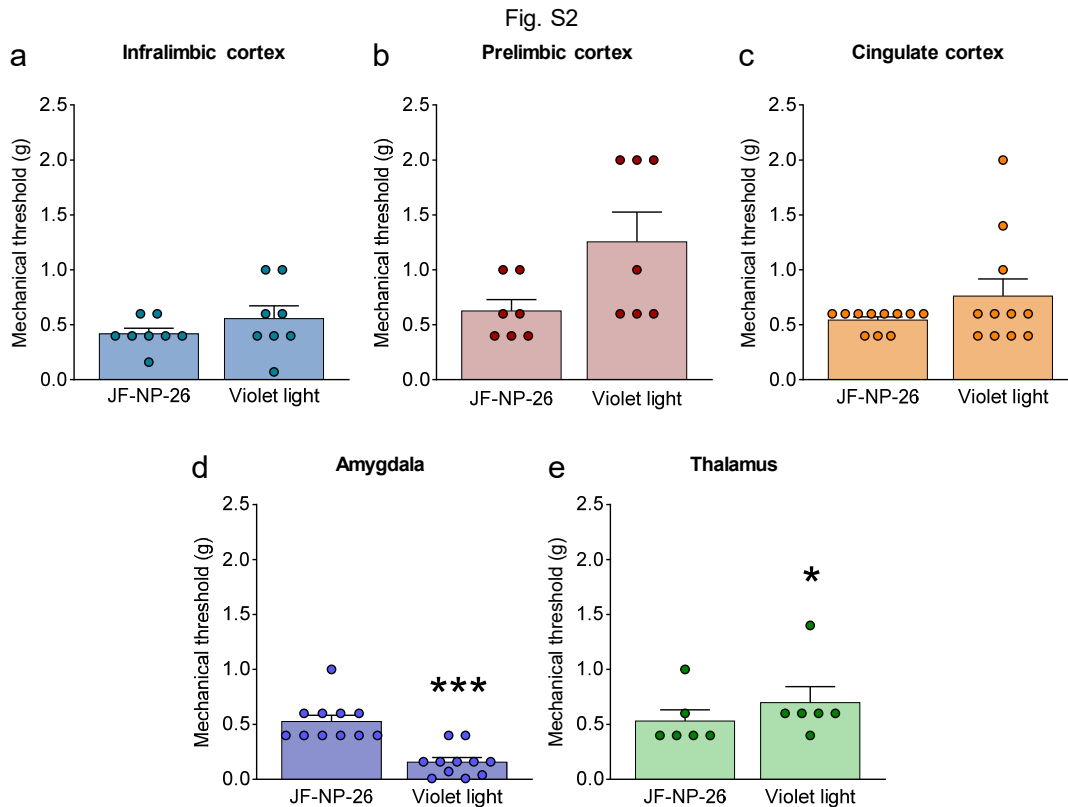 Fig. S2
a
Infralimbic cortex
Mechanical threshold (g)
2.5
2.0
1.5
1.0
0.5
0.0
JF-NP-26
Violet light
b
Prelimbic cortex
Mechanical threshold (g)
2.5
2.0
1.5
1.0
0.5
0.0
JF-NP-26
Violet light
c
Cingulate cortex
Mechanical threshold (g)
2.5
2.0
1.5
1.0
0.5
0.0
JF-NP-26
Violet light
d
Amygdala
Mechanical threshold (g)
2.5
2.0
1.5
1.0
0.5
0.0
***
JF-NP-26
Violet light
e
Thalamus
Mechanical threshold (g)
2.5
2.0
1.5
1.0
0.5
0.0
*
JF-NP-26
Violet light